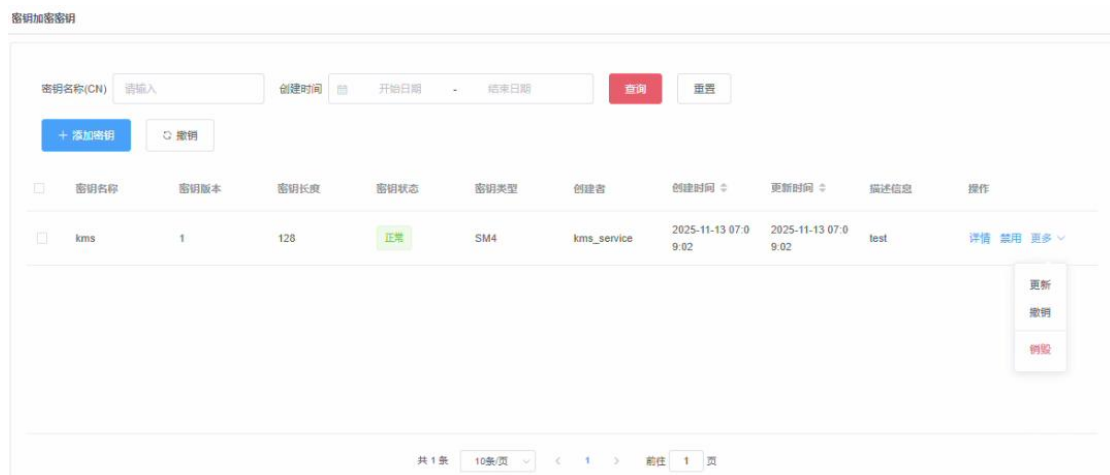 密钥加密密钥
密钥名称(CN) 请输入 创建时间 开始日期 - 结束日期 查询 重置
+ 添加密钥 撤销
密钥名称 密钥版本 密钥长度 密钥状态 密钥类型 创建者 创建时间 更新时间 描述信息 操作
kms 1 128 正常 SM4 kms_service 2025-11-13 07:0 2025-11-13 07:0 test 详情 禁用 更多
9:02 9:02
更新
撤销
销毁
共 1 条 10条/页 < 1 > 前往 1 页